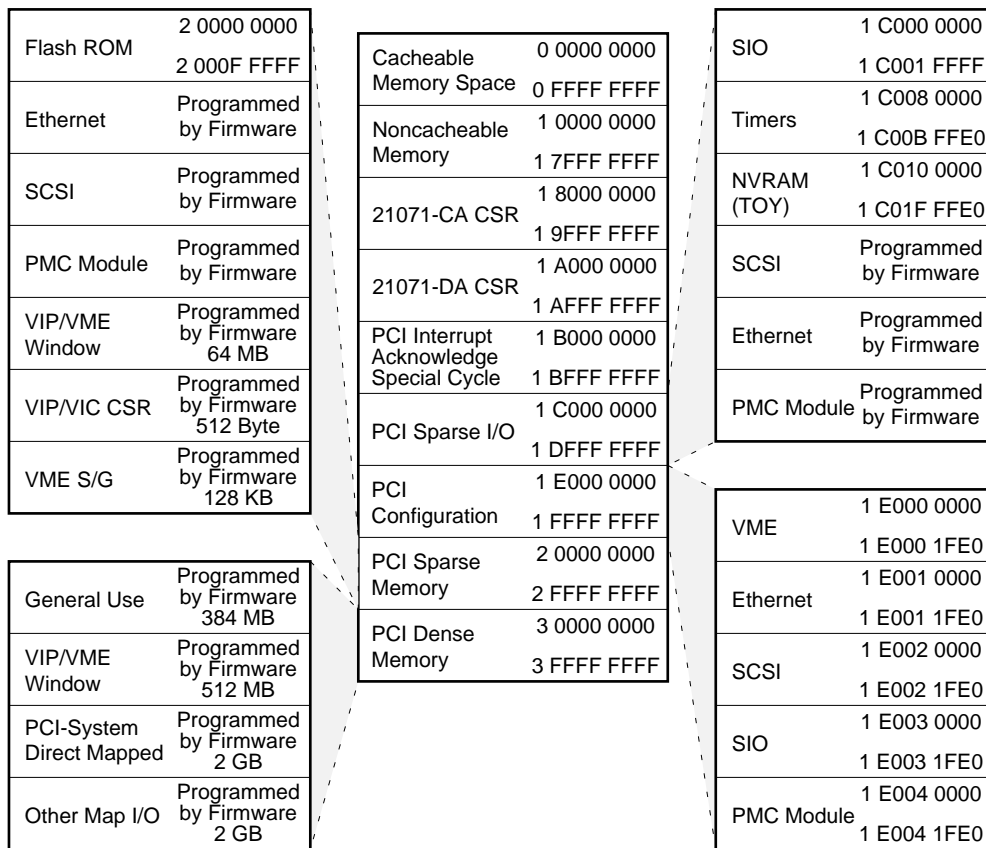 Flash ROM
2 0000 0000
2 000F FFFF
Ethernet
Programmed
by Firmware
SCSI
Programmed
by Firmware
PMC Module
Programmed
by Firmware
VIP/VME
Window
Programmed
by Firmware
64 MB
VIP/VIC CSR
Programmed
by Firmware
512 Byte
VME S/G
Programmed
by Firmware
128 KB
General Use
Programmed
by Firmware
384 MB
VIP/VME
Window
Programmed
by Firmware
512 MB
PCI-System
Direct Mapped
Programmed
by Firmware
2 GB
Other Map I/O
Programmed
by Firmware
2 GB
Cacheable
Memory Space
0 0000 0000
0 FFFF FFFF
Noncacheable
Memory
1 0000 0000
1 7FFF FFFF
21071-CA CSR
1 8000 0000
1 9FFF FFFF
21071-DA CSR
1 A000 0000
1 AFFF FFFF
PCI Interrupt
Acknowledge
Special Cycle
1 B000 0000
1 BFFF FFFF
PCI Sparse I/O
1 C000 0000
1 DFFF FFFF
PCI
Configuration
1 E000 0000
1 FFFF FFFF
PCI Sparse
Memory
2 0000 0000
2 FFFF FFFF
PCI Dense
Memory
3 0000 0000
3 FFFF FFFF
SIO
1 C000 0000
1 C001 FFFF
Timers
1 C008 0000
1 C00B FFE0
NVRAM
(TOY)
1 C010 0000
1 C01F FFE0
SCSI
Programmed
by Firmware
Ethernet
Programmed
by Firmware
PMC Module
Programmed
by Firmware
VME
1 E000 0000
1 E000 1FE0
Ethernet
1 E001 0000
1 E001 1FE0
SCSI
1 E002 0000
1 E002 1FE0
SIO
1 E003 0000
1 E003 1FE0
PMC Module
1 E004 0000
1 E004 1FE0